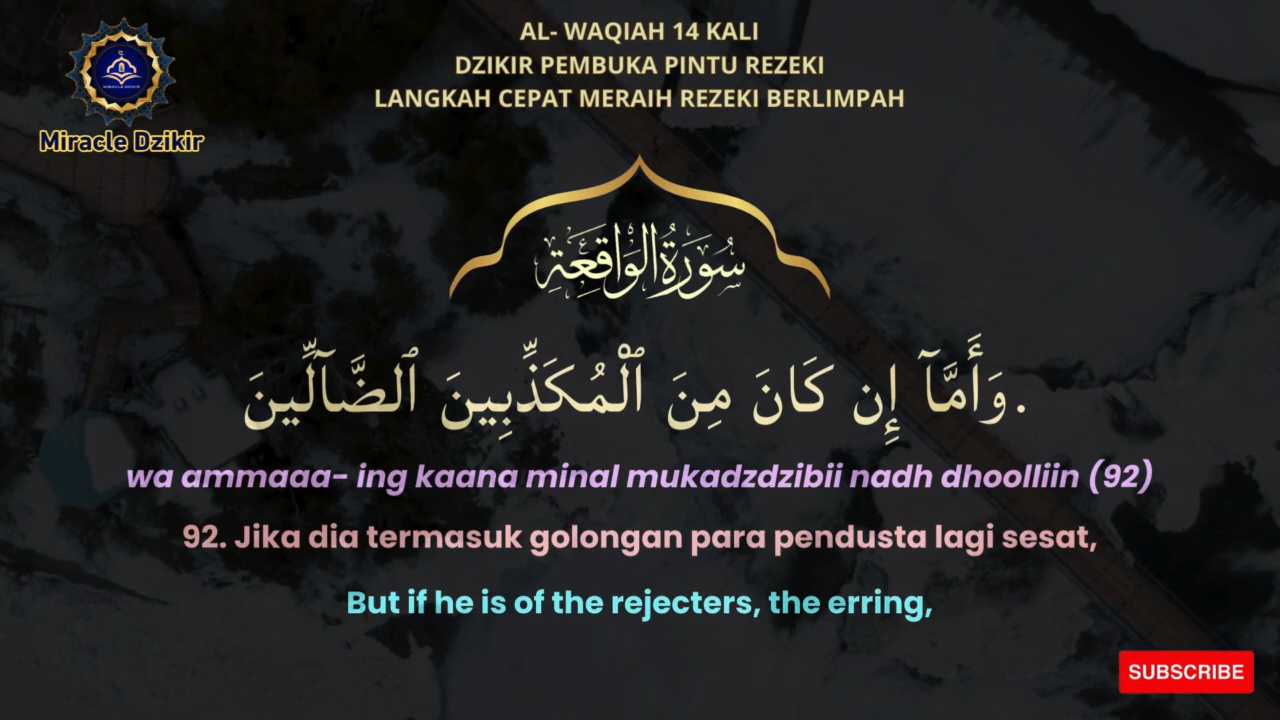 AL- WAQIAH 14 KALI
DZIKIR PEMBUKA PINTU REZEKI
LANGKAH CEPAT MERAIH REZEKI BERLIMPAH
Miracle Dzikir
سُورَةُ الْوَاقِعَةِ
وَأَمَّآ إِن كَانَ مِنَ ٱلْمُكَذِّبِينَ ٱلضَّآلِّينَ.
wa ammaaa- ing kaana minal mukadzdzibii nadh dhoolliin (92)
92. Jika dia termasuk golongan para pendusta lagi sesat,
But if he is of the rejecters, the erring,
SUBSCRIBE